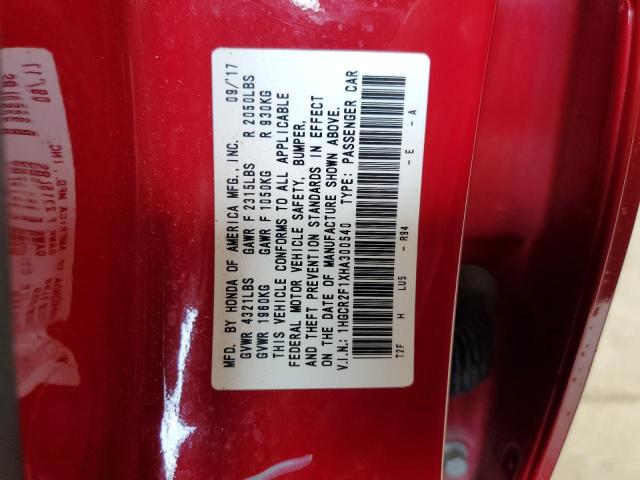 MFD. BY HONDA OF AMERICA MFG., INC. 09/'17
GVWR 4321LBS GAWR F 2315LBS R 2050LBS
GVWR 1960KG GAWR F 1050KG R 930KG
THIS VEHICLE CONFORMS TO ALL APPLICABLE
FEDERAL MOTOR VEHICLE SAFETY, BUMPER,
AND THEFT PREVENTION STANDARDS IN EFFECT
ON THE DATE OF MANUFACTURE SHOWN ABOVE.
V.I.N.: 1HGCR2F1XHA300540 TYPE: PASSENGER CAR
T2F H LU5 - R94 - E - A